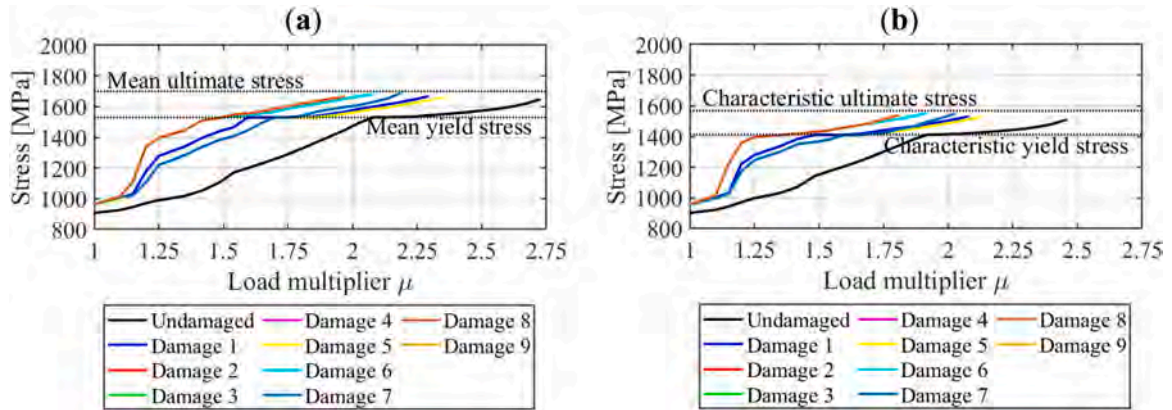 (a)
2000
1800
1600
1400
1200
1000
800
Stress [MPa]
Mean ultimate stress
Mean yield stress
1 1.25 1.5 1.75 2 2.25 2.5 2.75
Load multiplier μ
Undamaged Damage 4 Damage 8
Damage 1 Damage 5 Damage 9
Damage 2 Damage 6
Damage 3 Damage 7
(b)
2000
1800
1600
1400
1200
1000
800
Stress [MPa]
Characteristic ultimate stress
Characteristic yield stress
1 1.25 1.5 1.75 2 2.25 2.5 2.75
Load multiplier μ
Undamaged Damage 4 Damage 8
Damage 1 Damage 5 Damage 9
Damage 2 Damage 6
Damage 3 Damage 7